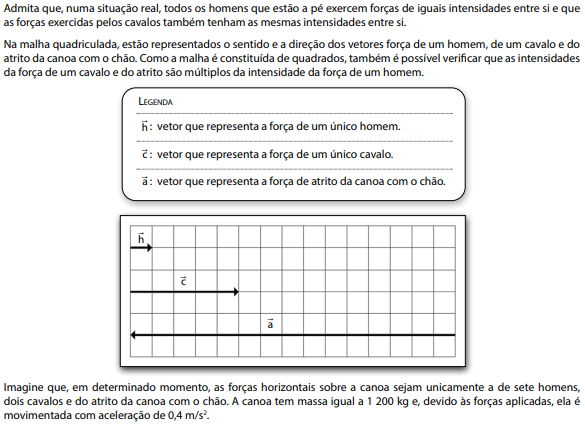 Admita que, numa situação real, todos os homens que estão a pé exercem forças de iguais intensidades entre si e que
as forças exercidas pelos cavalos também tenham as mesmas intensidades entre si.
Na malha quadriculada, estão representados o sentido e a direção dos vetores força de um homem, de um cavalo e do
atrito da canoa com o chão. Como a malha é constituída de quadrados, também é possível verificar que as intensidades
da força de um cavalo e do atrito são múltiplos da intensidade da força de um homem.
LEGENDA
h⃗ : vetor que representa a força de um único homem.
c⃗ : vetor que representa a força de um único cavalo.
a⃗ : vetor que representa a força de atrito da canoa com o chão.
h⃗
c⃗
a⃗
Imagine que, em determinado momento, as forças horizontais sobre a canoa sejam unicamente a de sete homens,
dois cavalos e do atrito da canoa com o chão. A canoa tem massa igual a 1 200 kg e, devido às forças aplicadas, ela é
movimentada com aceleração de 0,4 m/s².